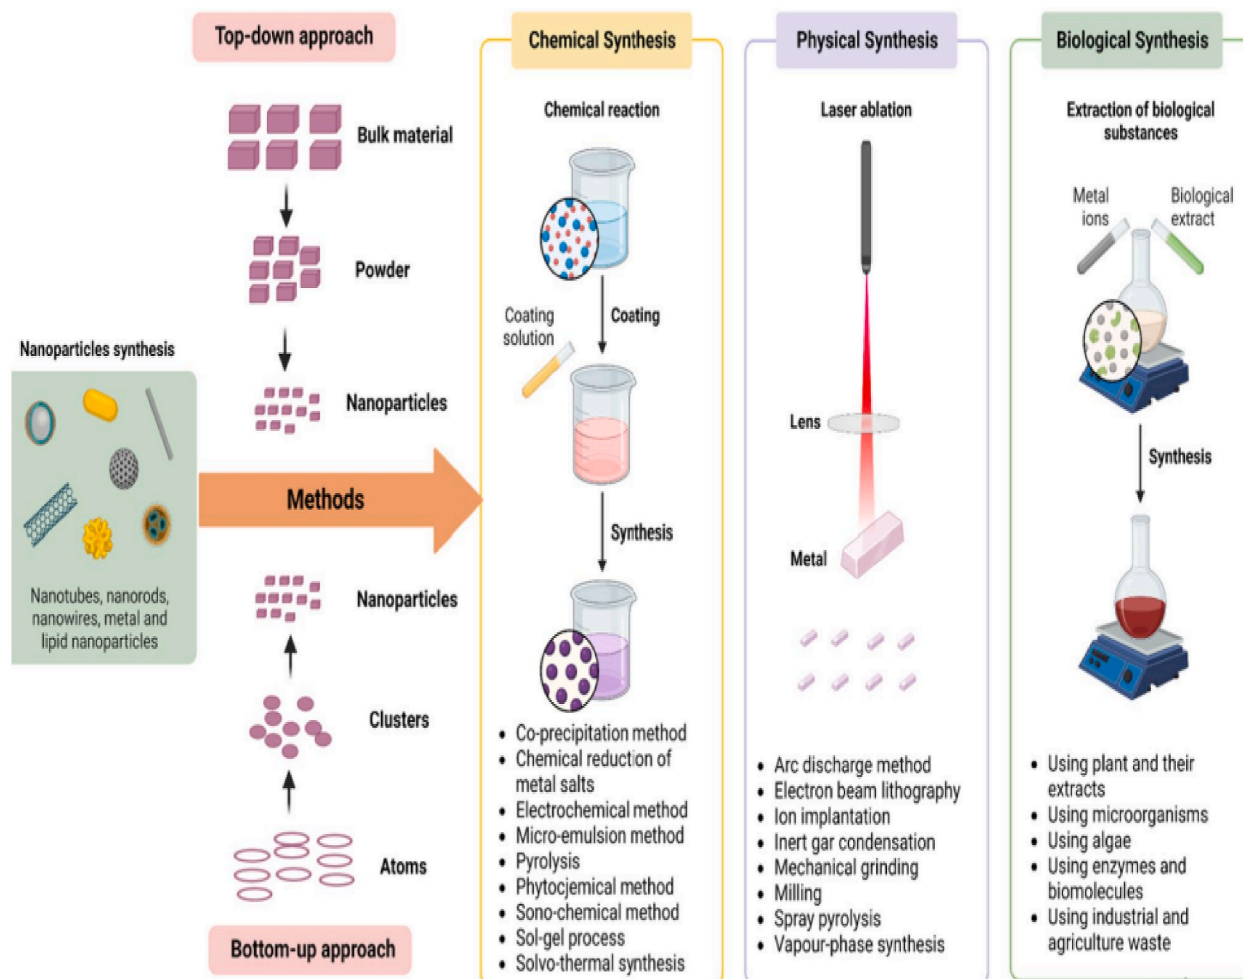 Top-down approach
Bulk material
Powder
Nanoparticles
Nanoparticles synthesis
Nanotubes, nanorods,
nanowires, metal and
lipid nanoparticles
Methods
Nanoparticles
Clusters
Atoms
Bottom-up approach
Chemical Synthesis
Chemical reaction
Coating
solution
Coating
Synthesis
• Co-precipitation method
• Chemical reduction of
metal salts
• Electrochemical method
• Micro-emulsion method
• Pyrolysis
• Phytocjemical method
• Sono-chemical method
• Sol-gel process
• Solvo-thermal synthesis
Physical Synthesis
Laser ablation
Lens
Metal
• Arc discharge method
• Electron beam lithography
• Ion implantation
• Inert gar condensation
• Mechanical grinding
• Milling
• Spray pyrolysis
• Vapour-phase synthesis
Biological Synthesis
Extraction of biological
substances
Metal
ions
Biological
extract
Synthesis
• Using plant and their
extracts
• Using microorganisms
• Using algae
• Using enzymes and
biomolecules
• Using industrial and
agriculture waste